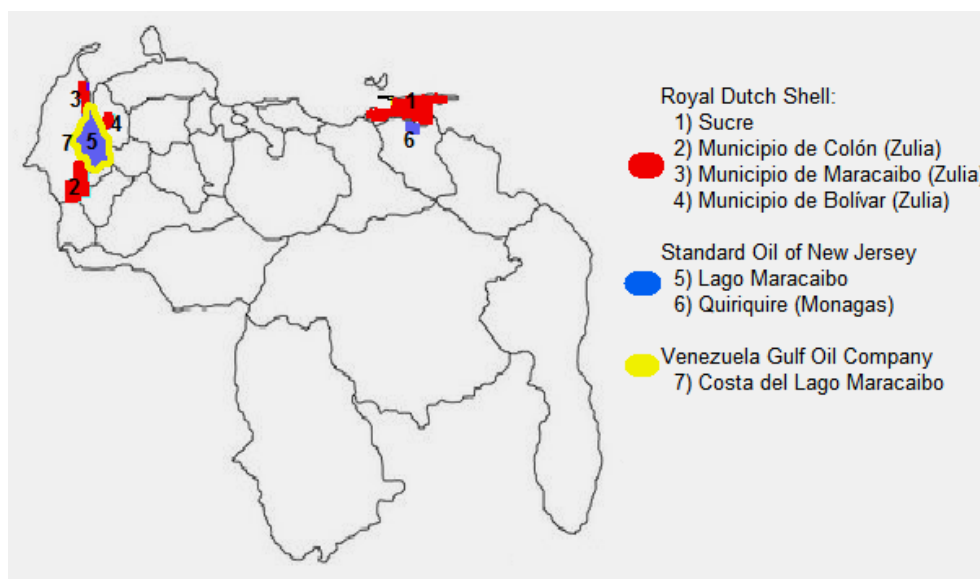 Royal Dutch Shell:
1) Sucre
2) Municipio de Colón (Zulia)
3) Municipio de Maracaibo (Zulia)
4) Municipio de Bolívar (Zulia)
Standard Oil of New Jersey
5) Lago Maracaibo
6) Quiriquire (Monagas)
Venezuela Gulf Oil Company
7) Costa del Lago Maracaibo
3
1
4
7
5
6
2